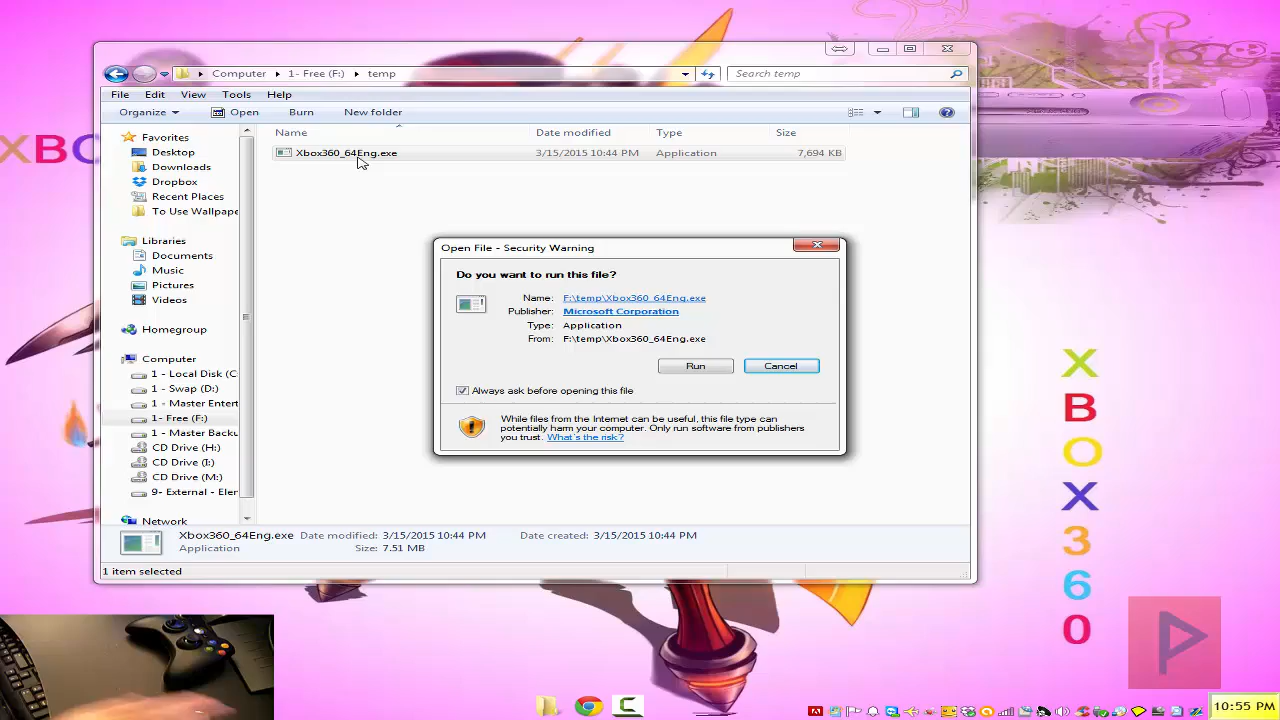 XBO
Computer 1- Free (F:) temp
Search temp
File Edit View Tools Help
Organize Open Burn New folder
Favorites
Desktop
Downloads
Dropbox
Recent Places
To Use Wallpape
Libraries
Documents
Music
Pictures
Videos
Homegroup
Computer
1 - Local Disk (C
1 - Swap (D:)
1 - Master Entert
1- Free (F:)
1 - Master Backu
CD Drive (H:)
CD Drive (I:)
CD Drive (M:)
9- External - Eler
Network
Name Date modified Type Size
Xbox360_64Eng.exe 3/15/2015 10:44 PM Application 7,694 KB
Open File - Security Warning
Do you want to run this file?
Name: F:\temp\Xbox360_64Eng.exe
Publisher: Microsoft Corporation
Type: Application
From: F:\temp\Xbox360_64Eng.exe
Run Cancel
Always ask before opening this file
While files from the Internet can be useful, this file type can
potentially harm your computer. Only run software from publishers
you trust. What's the risk?
Xbox360_64Eng.exe Date modified: 3/15/2015 10:44 PM Date created: 3/15/2015 10:44 PM
Application Size: 7.51 MB
1 item selected
X
B
O
X
3
6
0
P
10:55 PM